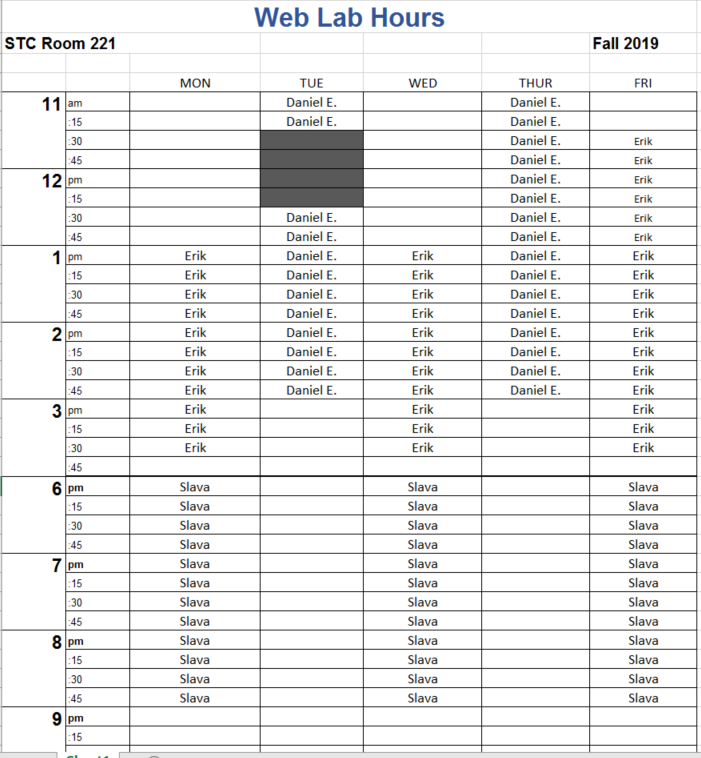 Web Lab Hours
STC Room 221 Fall 2019
MON TUE WED THUR FRI
11 am Daniel E. Daniel E.
:15 Daniel E. Daniel E.
:30 Daniel E. Erik
:45 Daniel E. Erik
12 pm Daniel E. Erik
:15 Daniel E. Erik
:30 Daniel E. Daniel E. Erik
:45 Daniel E. Daniel E. Erik
1 pm Erik Daniel E. Erik Daniel E. Erik
:15 Erik Daniel E. Erik Daniel E. Erik
:30 Erik Daniel E. Erik Daniel E. Erik
:45 Erik Daniel E. Erik Daniel E. Erik
2 pm Erik Daniel E. Erik Daniel E. Erik
:15 Erik Daniel E. Erik Daniel E. Erik
:30 Erik Daniel E. Erik Daniel E. Erik
:45 Erik Daniel E. Erik Daniel E. Erik
3 pm Erik Erik Erik
:15 Erik Erik Erik
:30 Erik Erik Erik
:45
6 pm Slava Slava Slava
:15 Slava Slava Slava
:30 Slava Slava Slava
:45 Slava Slava Slava
7 pm Slava Slava Slava
:15 Slava Slava Slava
:30 Slava Slava Slava
:45 Slava Slava Slava
8 pm Slava Slava Slava
:15 Slava Slava Slava
:30 Slava Slava Slava
:45 Slava Slava Slava
9 pm
:15